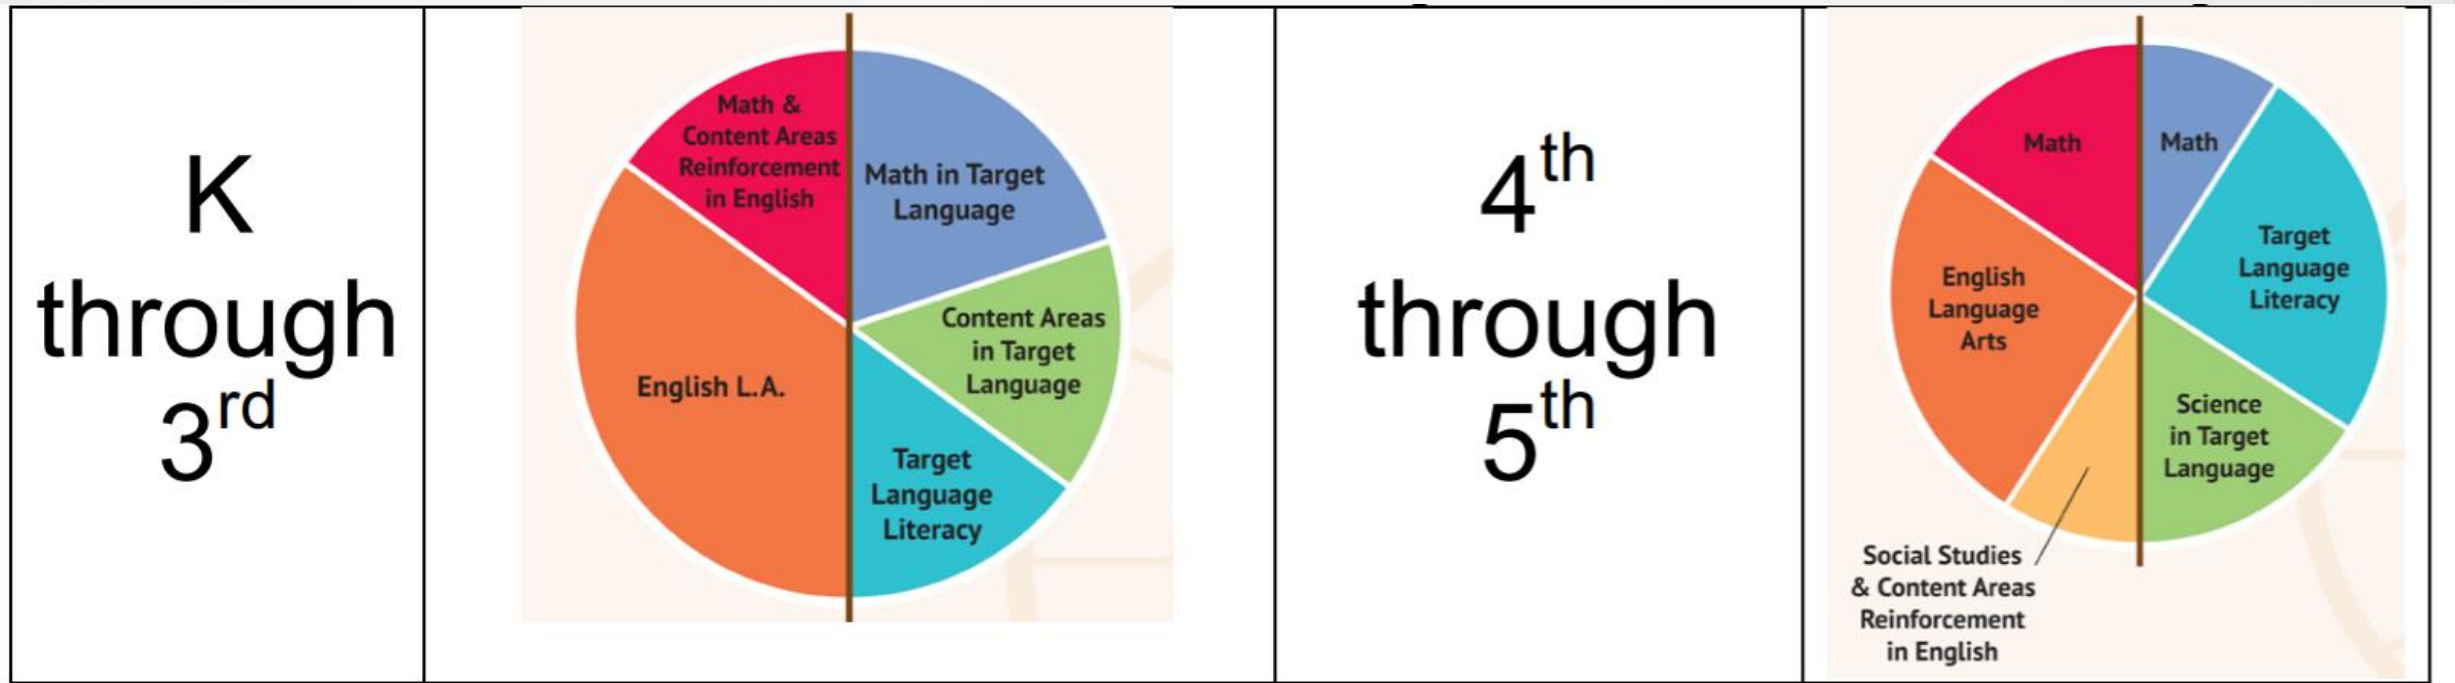 K
through
3rd
Math &
Content Areas
Reinforcement
in English
Math in Target
Language
Content Areas
in Target
Language
English L.A.
Target
Language
Literacy
4th
through
5th
Math
Math
Target
Language
Literacy
English
Language
Arts
Science
in Target
Language
Social Studies
& Content Areas
Reinforcement
in English